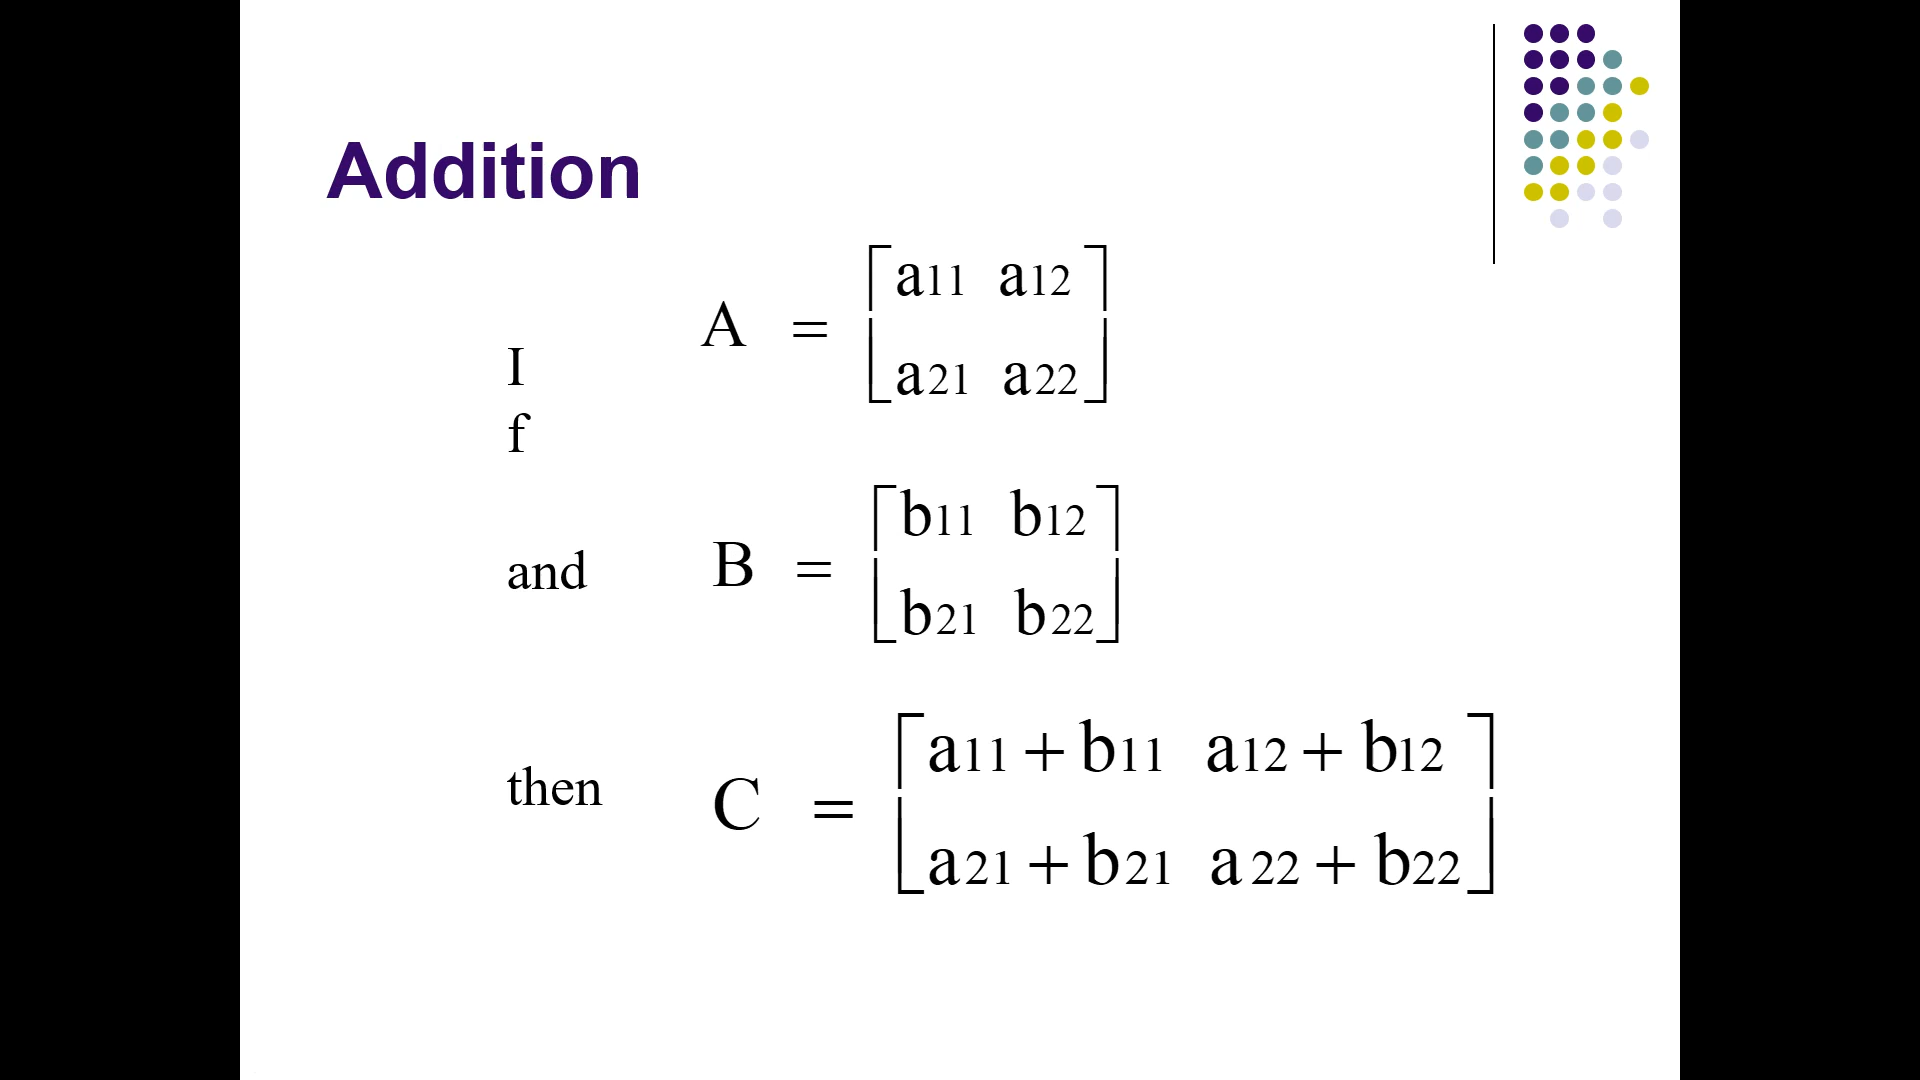 Addition
A = [a11 a12
a21 a22]
I
f
B = [b11 b12
b21 b22]
and
C = [a11 + b11 a12 + b12
a21 + b21 a22 + b22]
then